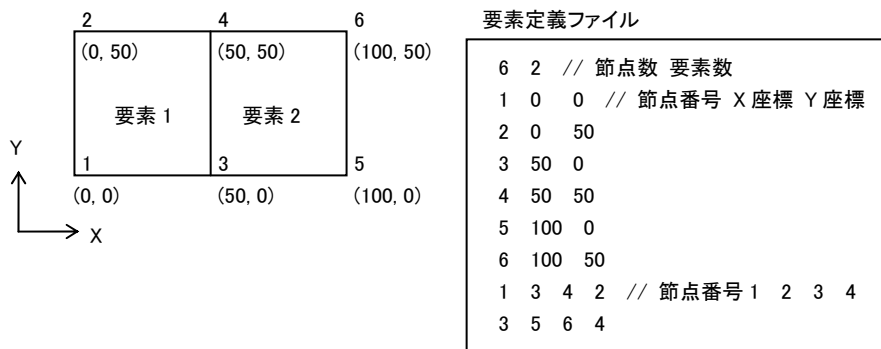 2 4 6
(0, 50) (50, 50) (100, 50)
要素 1 要素 2
Y
1 3 5
(0, 0) (50, 0) (100, 0)
X
要素定義ファイル
6 2 // 節点数 要素数
1 0 0 // 節点番号 X座標 Y座標
2 0 50
3 50 0
4 50 50
5 100 0
6 100 50
1 3 4 2 // 節点番号1 2 3 4
3 5 6 4